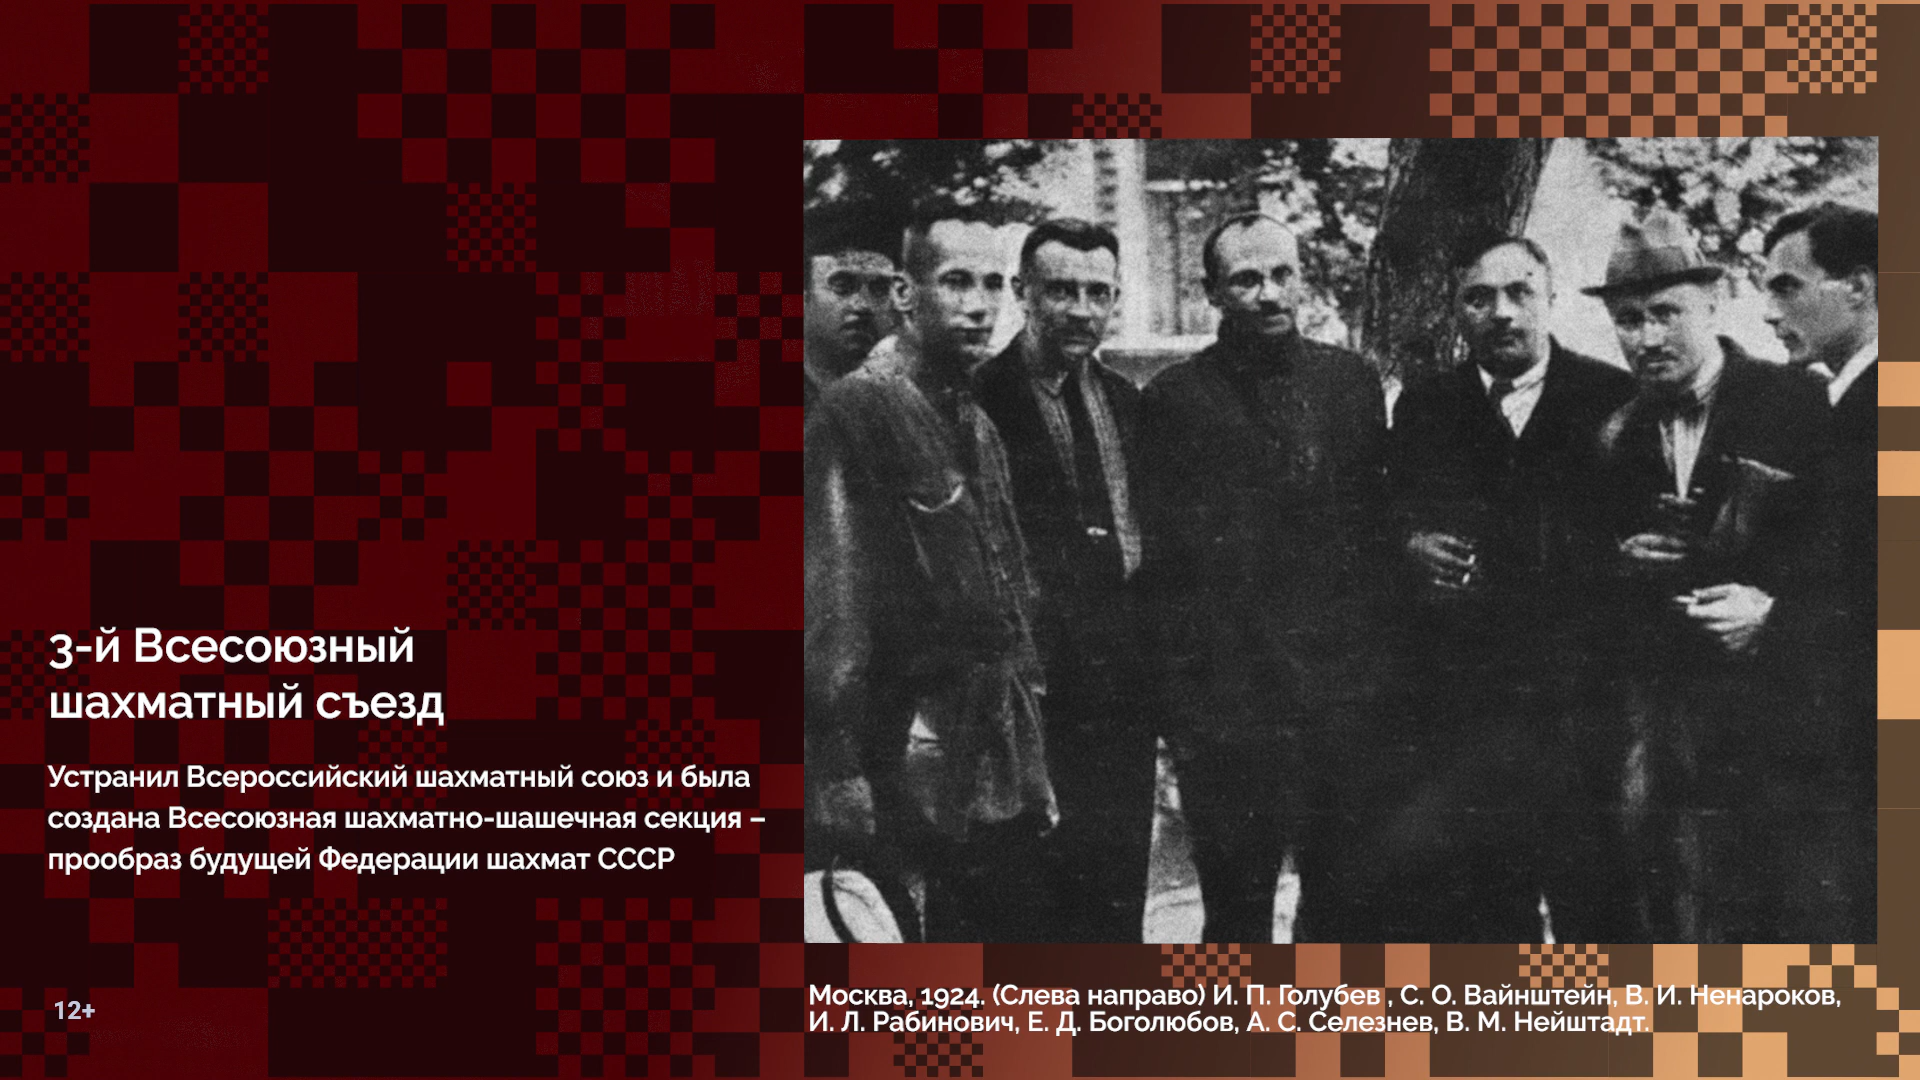 3-й Всесоюзный
шахматный съезд
Устранил Всероссийский шахматный союз и была
создана Всесоюзная шахматно-шашечная секция –
прообраз будущей Федерации шахмат СССР
12+
Москва, 1924. (Слева направо) И. П. Голубев , С. О. Вайнштейн, В. И. Ненароков,
И. Л. Рабинович, Е. Д. Боголюбов, А. С. Селезнев, В. М. Нейштадт.